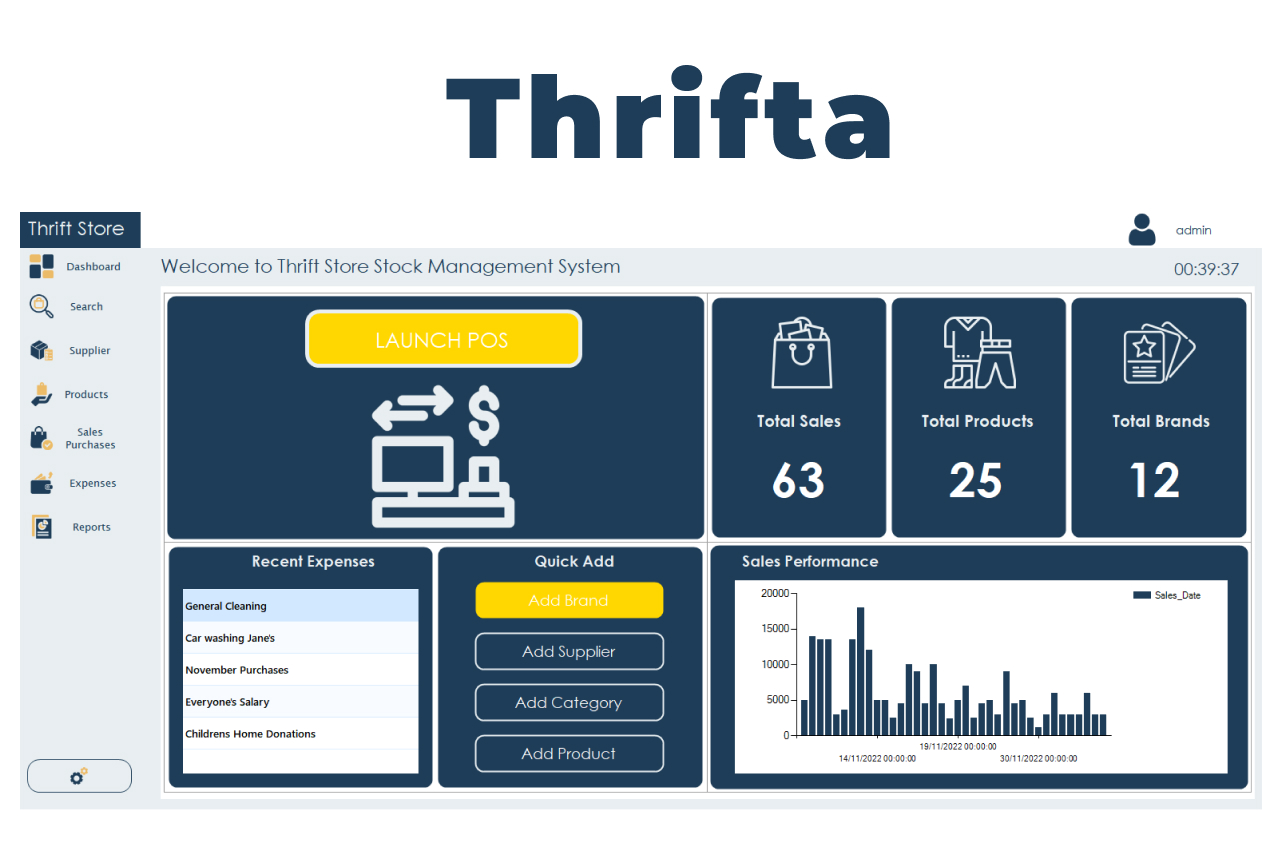 Thrifta
Thrift Store
admin
Dashboard
Search
Supplier
Products
Sales
Purchases
Expenses
Reports
Welcome to Thrift Store Stock Management System
00:39:37
LAUNCH POS
Total Sales
63
Total Products
25
Total Brands
12
Recent Expenses
General Cleaning
Car washing Jane's
November Purchases
Everyone's Salary
Childrens Home Donations
Quick Add
Add Brand
Add Supplier
Add Category
Add Product
Sales Performance
20000
15000
10000
5000
0
Sales_Date
19/11/2022 00:00:00
14/11/2022 00:00:00
30/11/2022 00:00:00